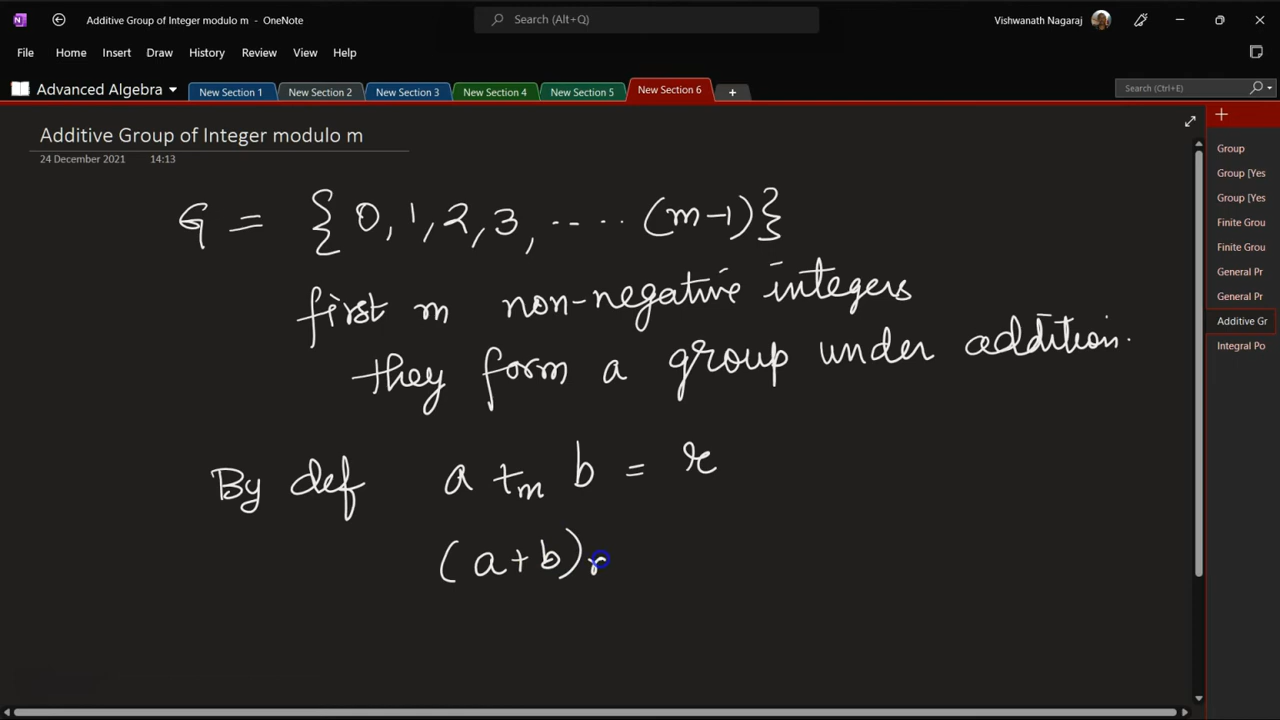 Additive Group of Integer modulo m - OneNote
Search (Alt+Q)
Vishwanath Nagaraj
File Home Insert Draw History Review View Help
Advanced Algebra
New Section 1 New Section 2 New Section 3 New Section 4 New Section 5 New Section 6
Search (Ctrl+E)
Additive Group of Integer modulo m
24 December 2021 14:13
G = {0, 1, 2, 3, ..... (m-1)}
first m non-negative integers
they form a group under addition.
By def a +m b = r
(a+b)
Group
Group [Yes
Group [Yes
Finite Grou
Finite Grou
General Pr
General Pr
Additive Gr
Integral Po